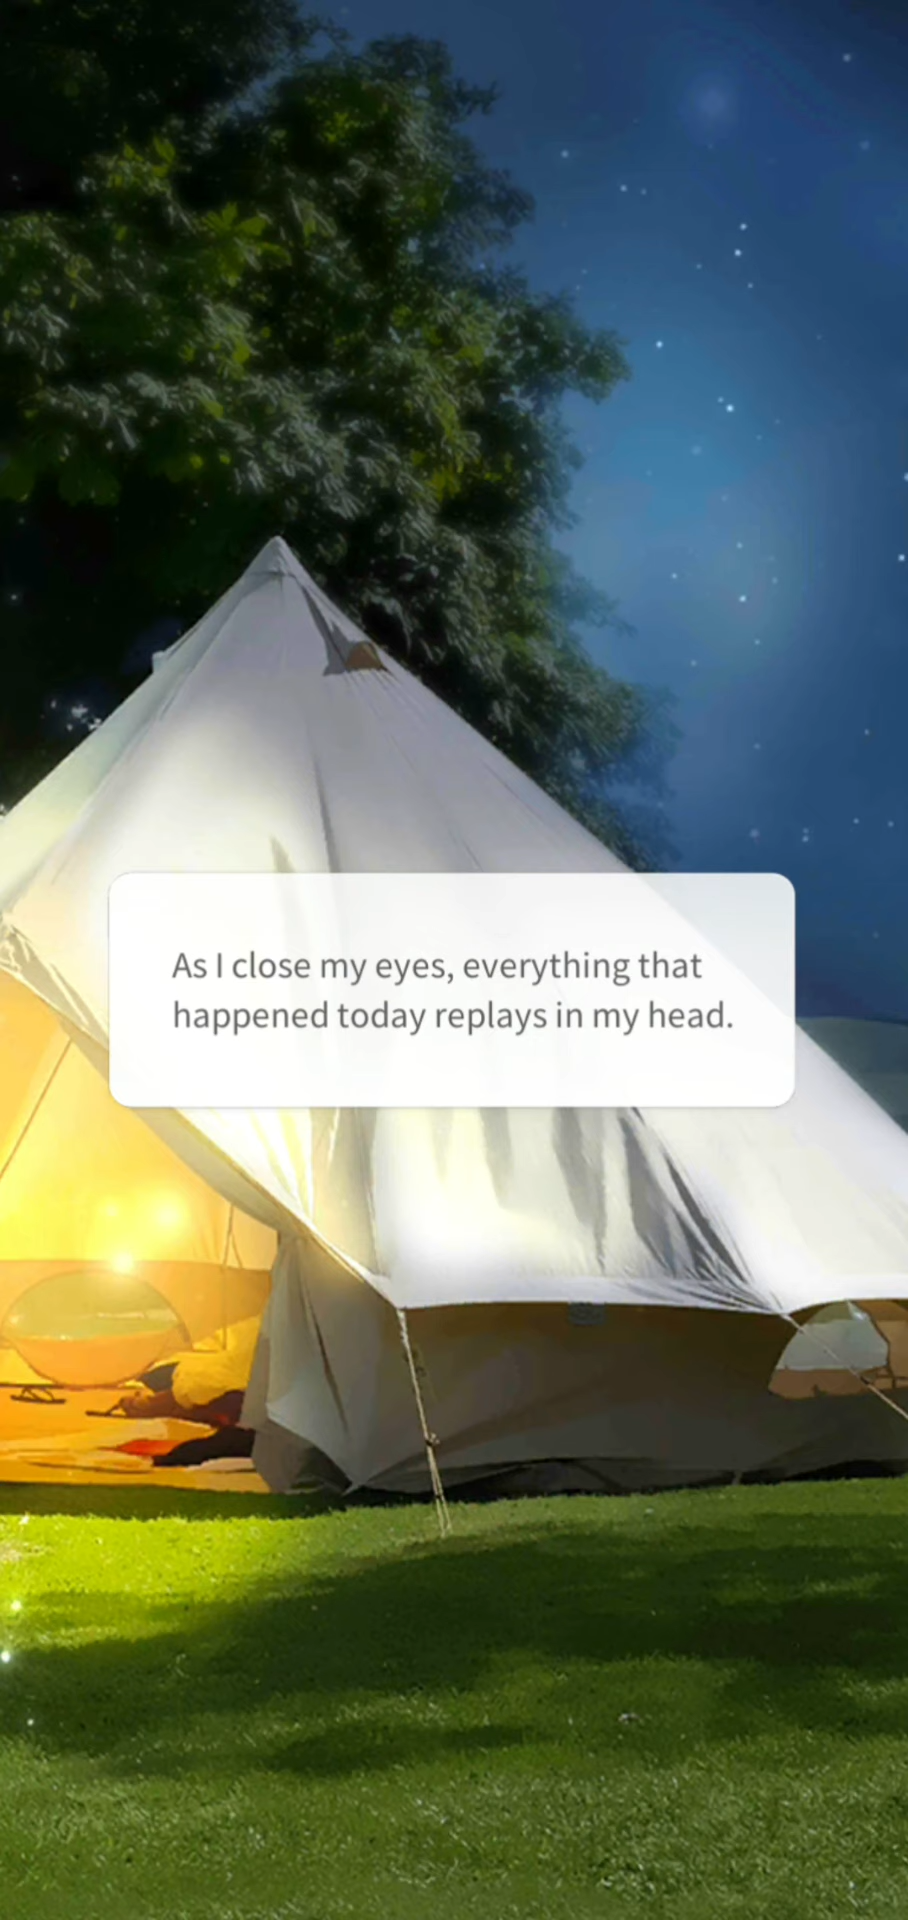 As I close my eyes, everything that
happened today replays in my head.